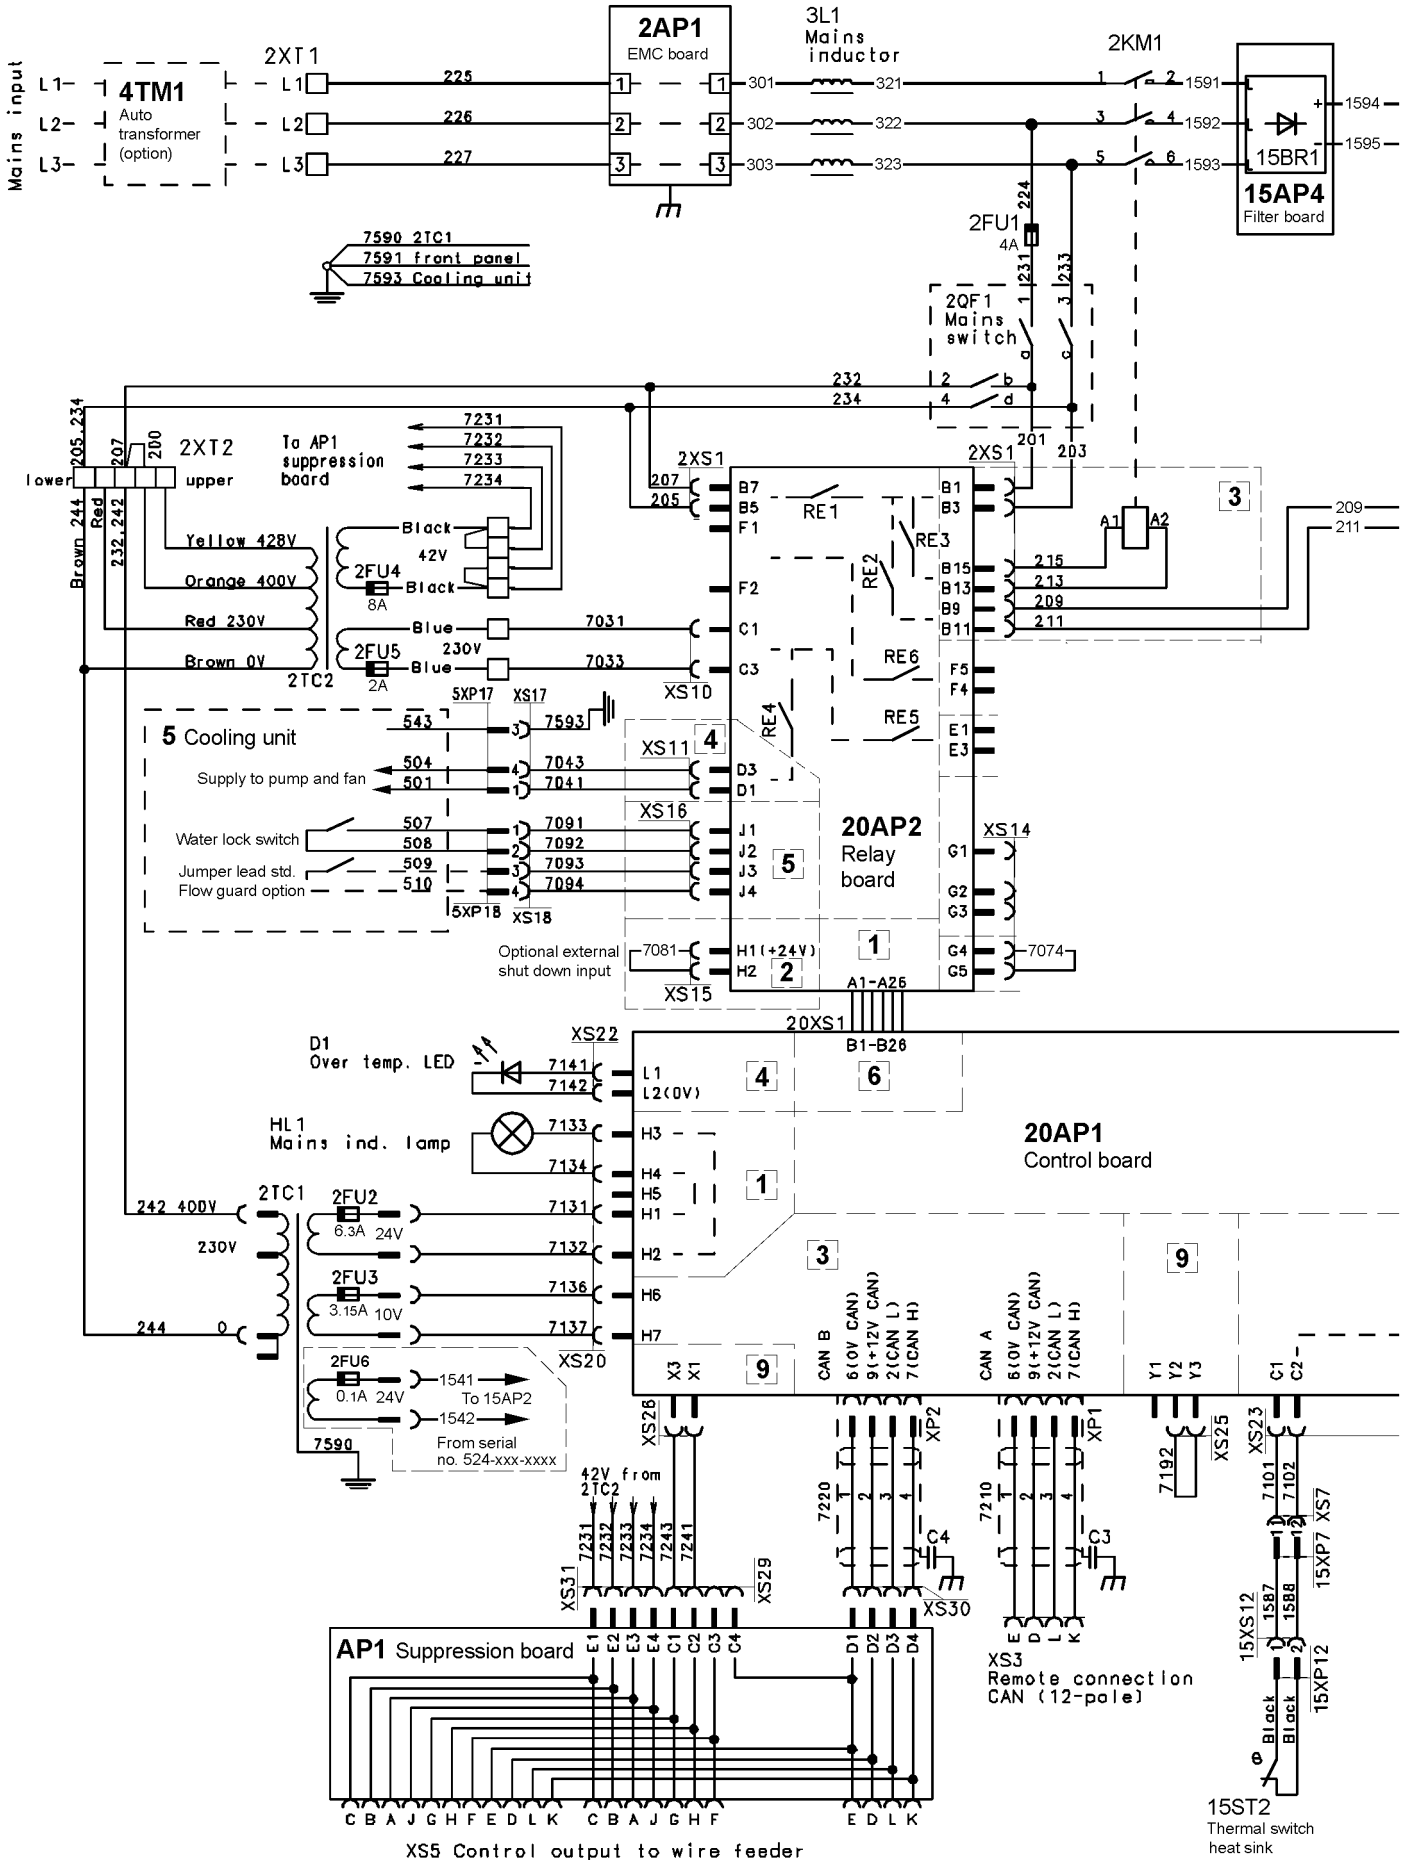 Mains input
L1
L2
L3
4TM1
Auto
transformer
(option)
2XT1
L1
L2
L3
225
226
227
2AP1
EMC board
1 1
2 2
3 3
301
302
303
3L1
Mains
inductor
321
322
323
2KM1
1 2
3 4
5 6
1591
1592
1593
15BR1
15AP4
Filter board
+ 1594
- 1595
224
2FU1
4A
231
233
7590 2TC1
7591 front panel
7593 Cooling unit
2QF1
Mains
switch
1 3
a c
2 b
4 d
232
234
201
203
205,234
207
200
2XT2
lower
upper
Brown 244
Red
232,242
To AP1
suppression
board
7231
7232
7233
7234
Yellow 428V
Orange 400V
Red 230V
Brown 0V
2TC2
Black
42V
2FU4
8A
Black
Blue
230V
2FU5
2A
Blue
7031
7033
XS10
2XS1
207
205
B7
B5
F1
F2
C1
C3
RE1
RE2
RE3
RE4
RE5
RE6
2XS1
B1
B3
B15
B13
B9
B11
F5
F4
E1
E3
3
A1 A2
215
213
209
211
209
211
5 Cooling unit
5XP17 XS17
543 3 7593
Supply to pump and fan
504 4 7043
501 1 7041
Water lock switch
507 1 7091
508 2 7092
Jumper lead std.
509 3 7093
Flow guard option
510 4 7094
5XP18 XS18
4
XS11
D3
D1
XS16
J1
J2
J3
J4
5
20AP2
Relay
board
XS14
G1
G2
G3
G4
G5
7074
Optional external
shut down input
7081
H1(+24V)
H2
XS15
2
1
A1-A26
20XS1
B1-B26
D1
Over temp. LED
XS22
7141
7142
L1
L2(0V)
4
6
HL1
Mains ind. lamp
7133
7134
H3
H4
H5
H1
H2
H6
H7
1
20AP1
Control board
242 400V
230V
244 0
2TC1
2FU2
6.3A 24V
7131
7132
2FU3
3.15A 10V
7136
7137
XS20
2FU6
0.1A 24V
1541
To 15AP2
1542
From serial
no. 524-xxx-xxxx
7590
3
9
9
X3
X1
CAN B
6(0V CAN)
9(+12V CAN)
2(CAN L)
7(CAN H)
CAN A
6(0V CAN)
9(+12V CAN)
2(CAN L)
7(CAN H)
Y1
Y2
Y3
C1
C2
XS26
XP2
XP1
XS25
XS23
7220
1 2 3 4
7210
1 2 3 4
7192
7101
7102
XS7
11
12
15XP7
42V from
2TC2
7231
7232
7233
7234
7243
7241
C4
C3
XS31
XS29
XS30
E D L K
XS3
Remote connection
CAN (12-pole)
15XS12
1587
1588
1 2
15XP12
Black
Black
θ
15ST2
Thermal switch
heat sink
AP1 Suppression board
E1 E2 E3 E4 C1 C2 C3 C4 D1 D2 D3 D4
C B A J G H F E D L K C B A J G H F E D L K
XS5 Control output to wire feeder